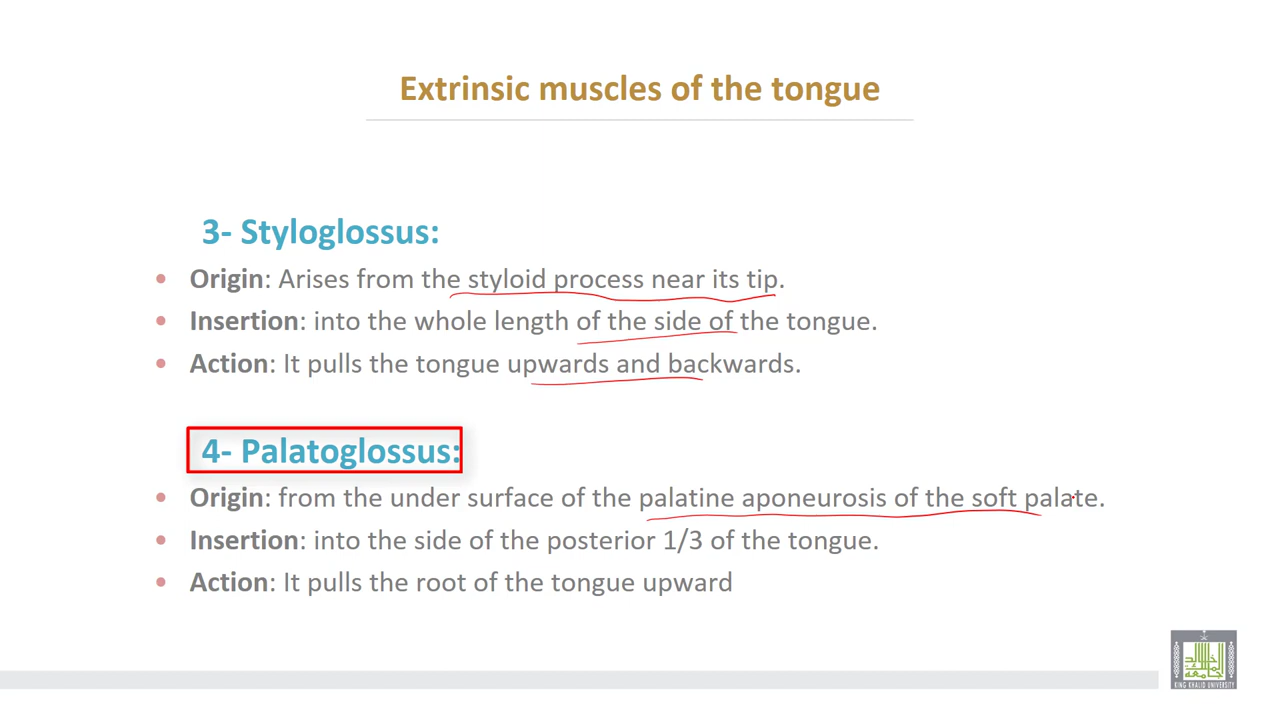 Extrinsic muscles of the tongue
3- Styloglossus:
• Origin: Arises from the styloid process near its tip.
• Insertion: into the whole length of the side of the tongue.
• Action: It pulls the tongue upwards and backwards.
4- Palatoglossus:
• Origin: from the under surface of the palatine aponeurosis of the soft palate.
• Insertion: into the side of the posterior 1/3 of the tongue.
• Action: It pulls the root of the tongue upward
KING KHALID UNIVERSITY